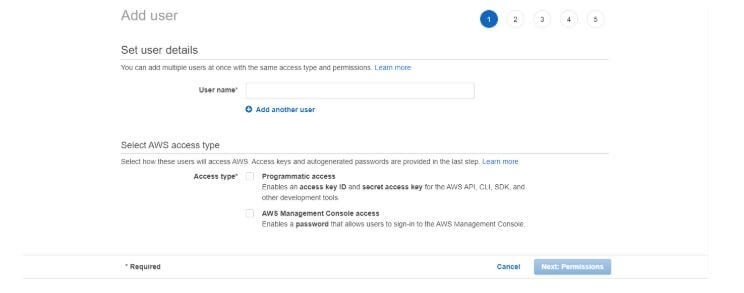 Add user
1 2 3 4 5
Set user details
You can add multiple users at once with the same access type and permissions. Learn more
User name*
Add another user
Select AWS access type
Select how these users will access AWS. Access keys and autogenerated passwords are provided in the last step. Learn more
Access type* Programmatic access
Enables an access key ID and secret access key for the AWS API, CLI, SDK, and
other development tools.
AWS Management Console access
Enables a password that allows users to sign-in to the AWS Management Console.
* Required Cancel Next: Permissions